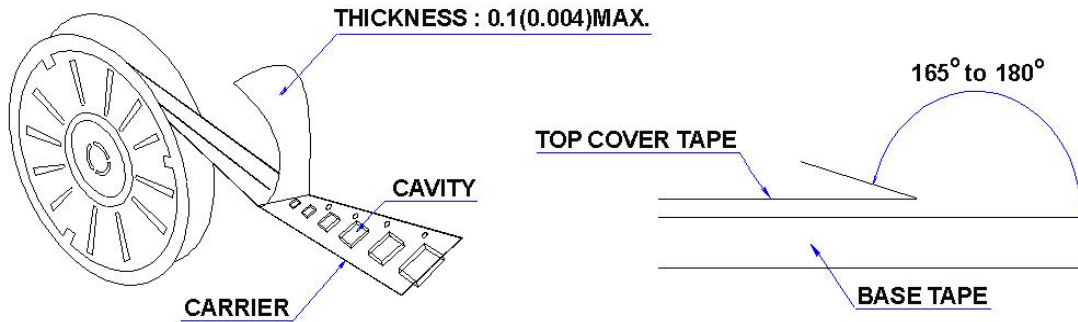 THICKNESS : 0.1(0.004)MAX.
165° to 180°
TOP COVER TAPE
CAVITY
CARRIER
BASE TAPE